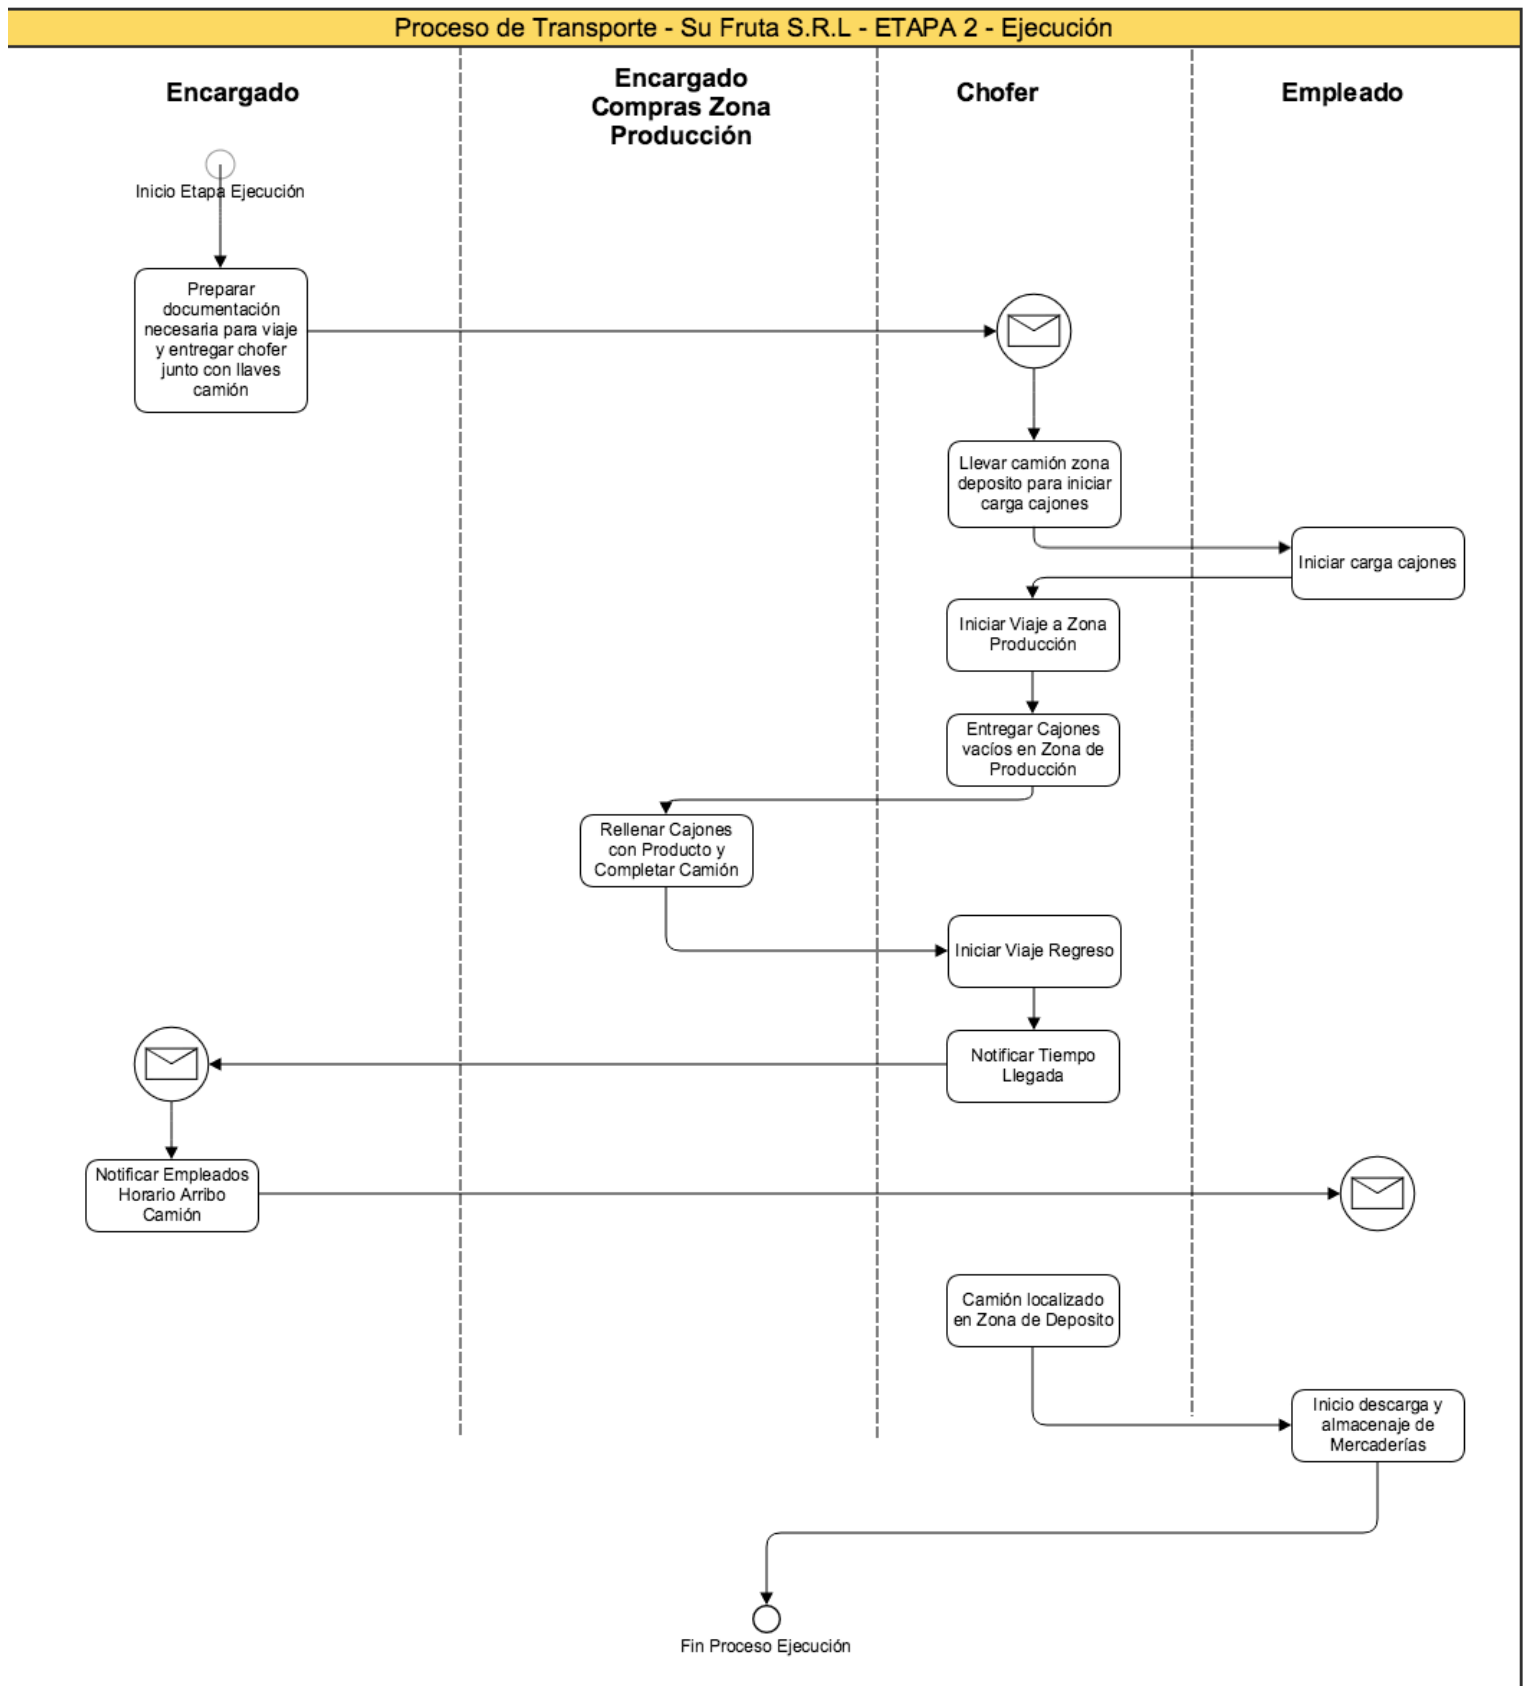 Proceso de Transporte - Su Fruta S.R.L - ETAPA 2 - Ejecución
Encargado
Encargado
Compras Zona
Producción
Chofer
Empleado
Inicio Etapa Ejecución
Preparar
documentación
necesaria para viaje
y entregar chofer
junto con llaves
camión
Llevar camión zona
deposito para iniciar
carga cajones
Iniciar carga cajones
Iniciar Viaje a Zona
Producción
Entregar Cajones
vacíos en Zona de
Producción
Rellenar Cajones
con Producto y
Completar Camión
Iniciar Viaje Regreso
Notificar Tiempo
Llegada
Notificar Empleados
Horario Arribo
Camión
Camión localizado
en Zona de Deposito
Inicio descarga y
almacenaje de
Mercaderías
Fin Proceso Ejecución